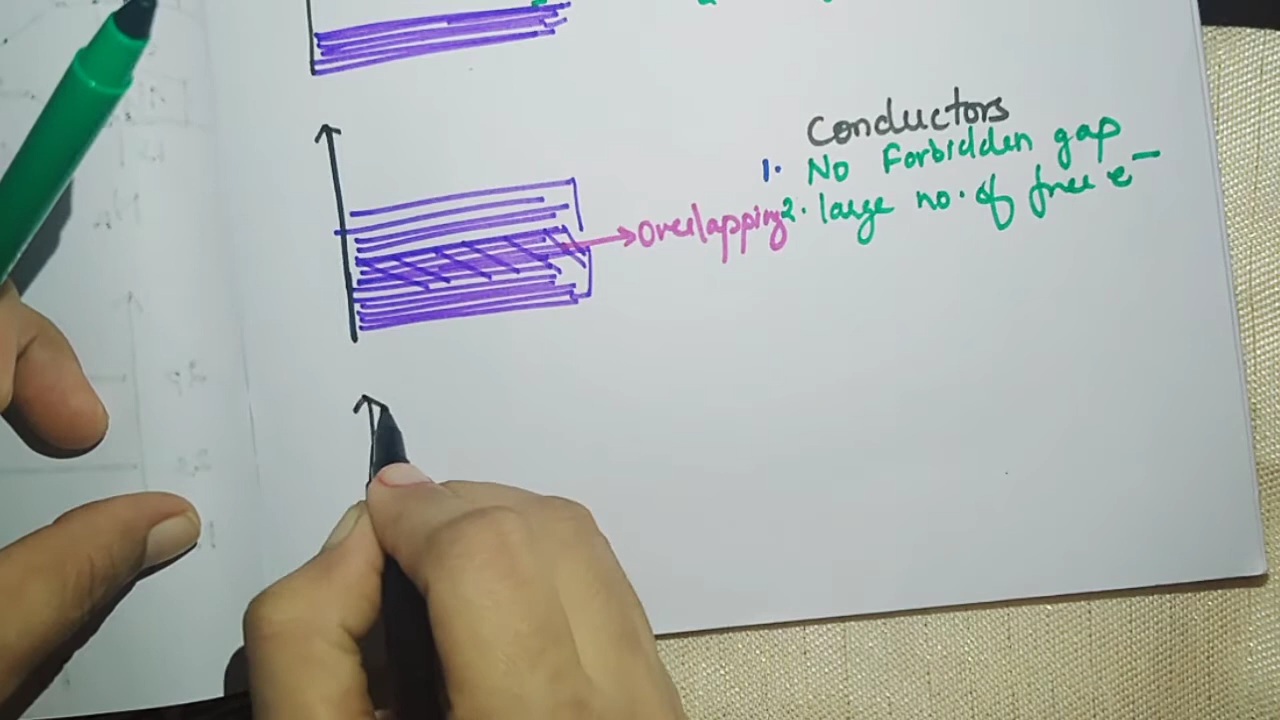 Conductors
1. No Forbidden gap
Overlapping 2. large no. of free e⁻